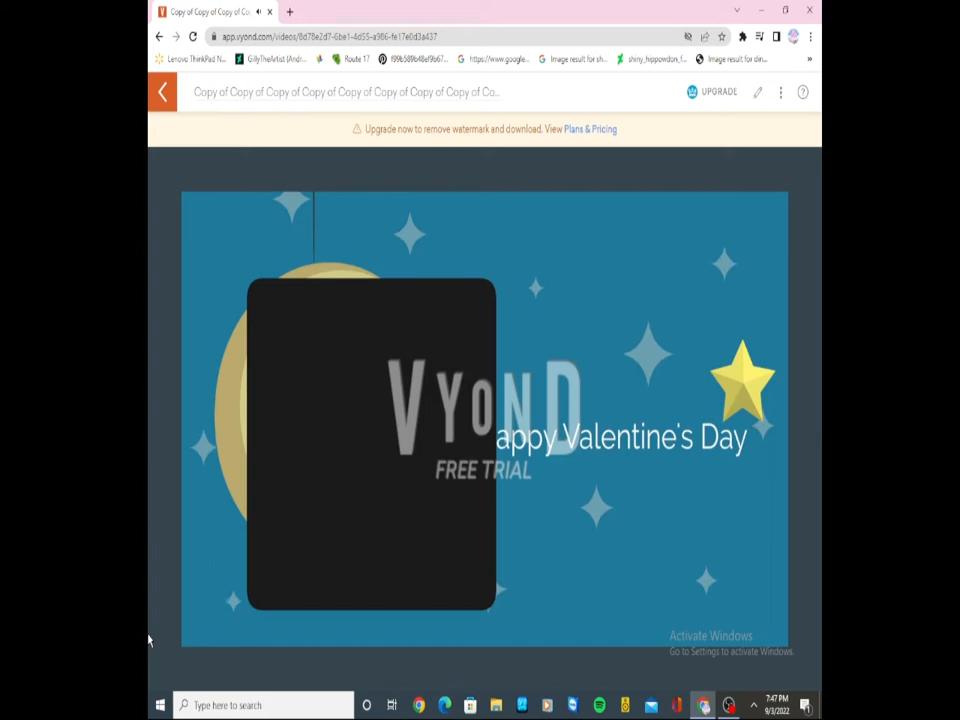 Copy of Copy of Copy of Co
app.vyond.com/videos/8d78e2d7-6be1-4d55-a986-fe17e0d3a437
Lenovo ThinkPad N... GillyTheArtist (Andr... Route 17 f99b589b48ef9b67... https://www.google... Image result for sh... shiny_hippowdon_f... Image result for din... »
Copy of Copy of Copy of Copy of Copy of Copy of Copy of Co... UPGRADE
Upgrade now to remove watermark and download. View Plans & Pricing
VYOND
appy Valentine's Day
FREE TRIAL
Activate Windows
Go to Settings to activate Windows.
Type here to search
7:47 PM
9/3/2022